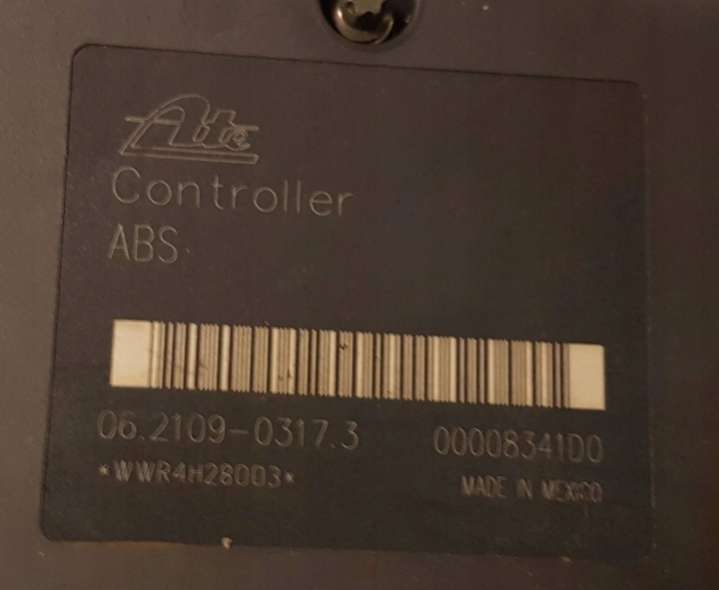 Ate
Controller
ABS
06.2109-0317.3 00008341D0
*WWR4H28003*
MADE IN MEXICO